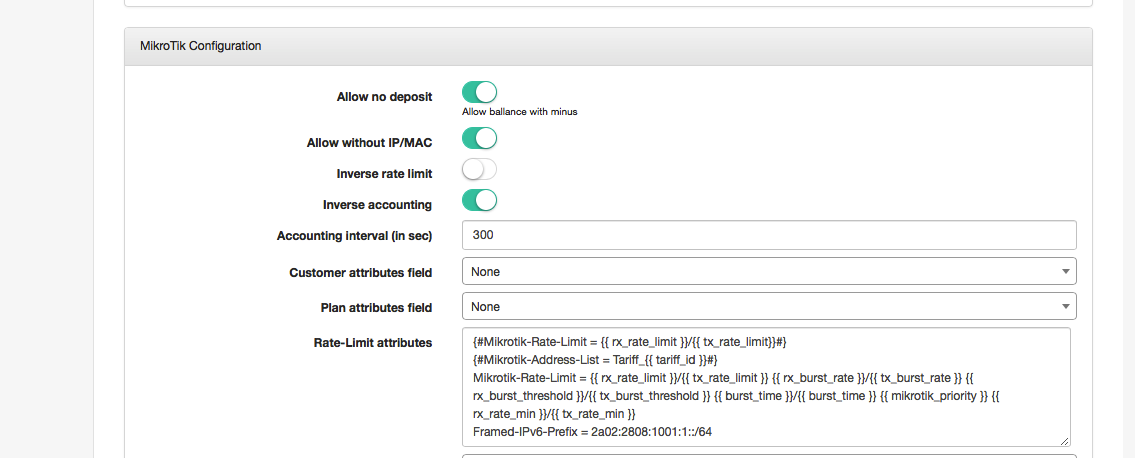 MikroTik Configuration
Allow no deposit
Allow ballance with minus
Allow without IP/MAC
Inverse rate limit
Inverse accounting
Accounting interval (in sec) 300
Customer attributes field None
Plan attributes field None
Rate-Limit attributes {#Mikrotik-Rate-Limit = {{ rx_rate_limit }}/{{ tx_rate_limit}}#}
{#Mikrotik-Address-List = Tariff_{{ tariff_id }}#}
Mikrotik-Rate-Limit = {{ rx_rate_limit }}/{{ tx_rate_limit }} {{ rx_burst_rate }}/{{ tx_burst_rate }} {{
rx_burst_threshold }}/{{ tx_burst_threshold }} {{ burst_time }}/{{ burst_time }} {{ mikrotik_priority }} {{
rx_rate_min }}/{{ tx_rate_min }}
Framed-IPv6-Prefix = 2a02:2808:1001:1::/64